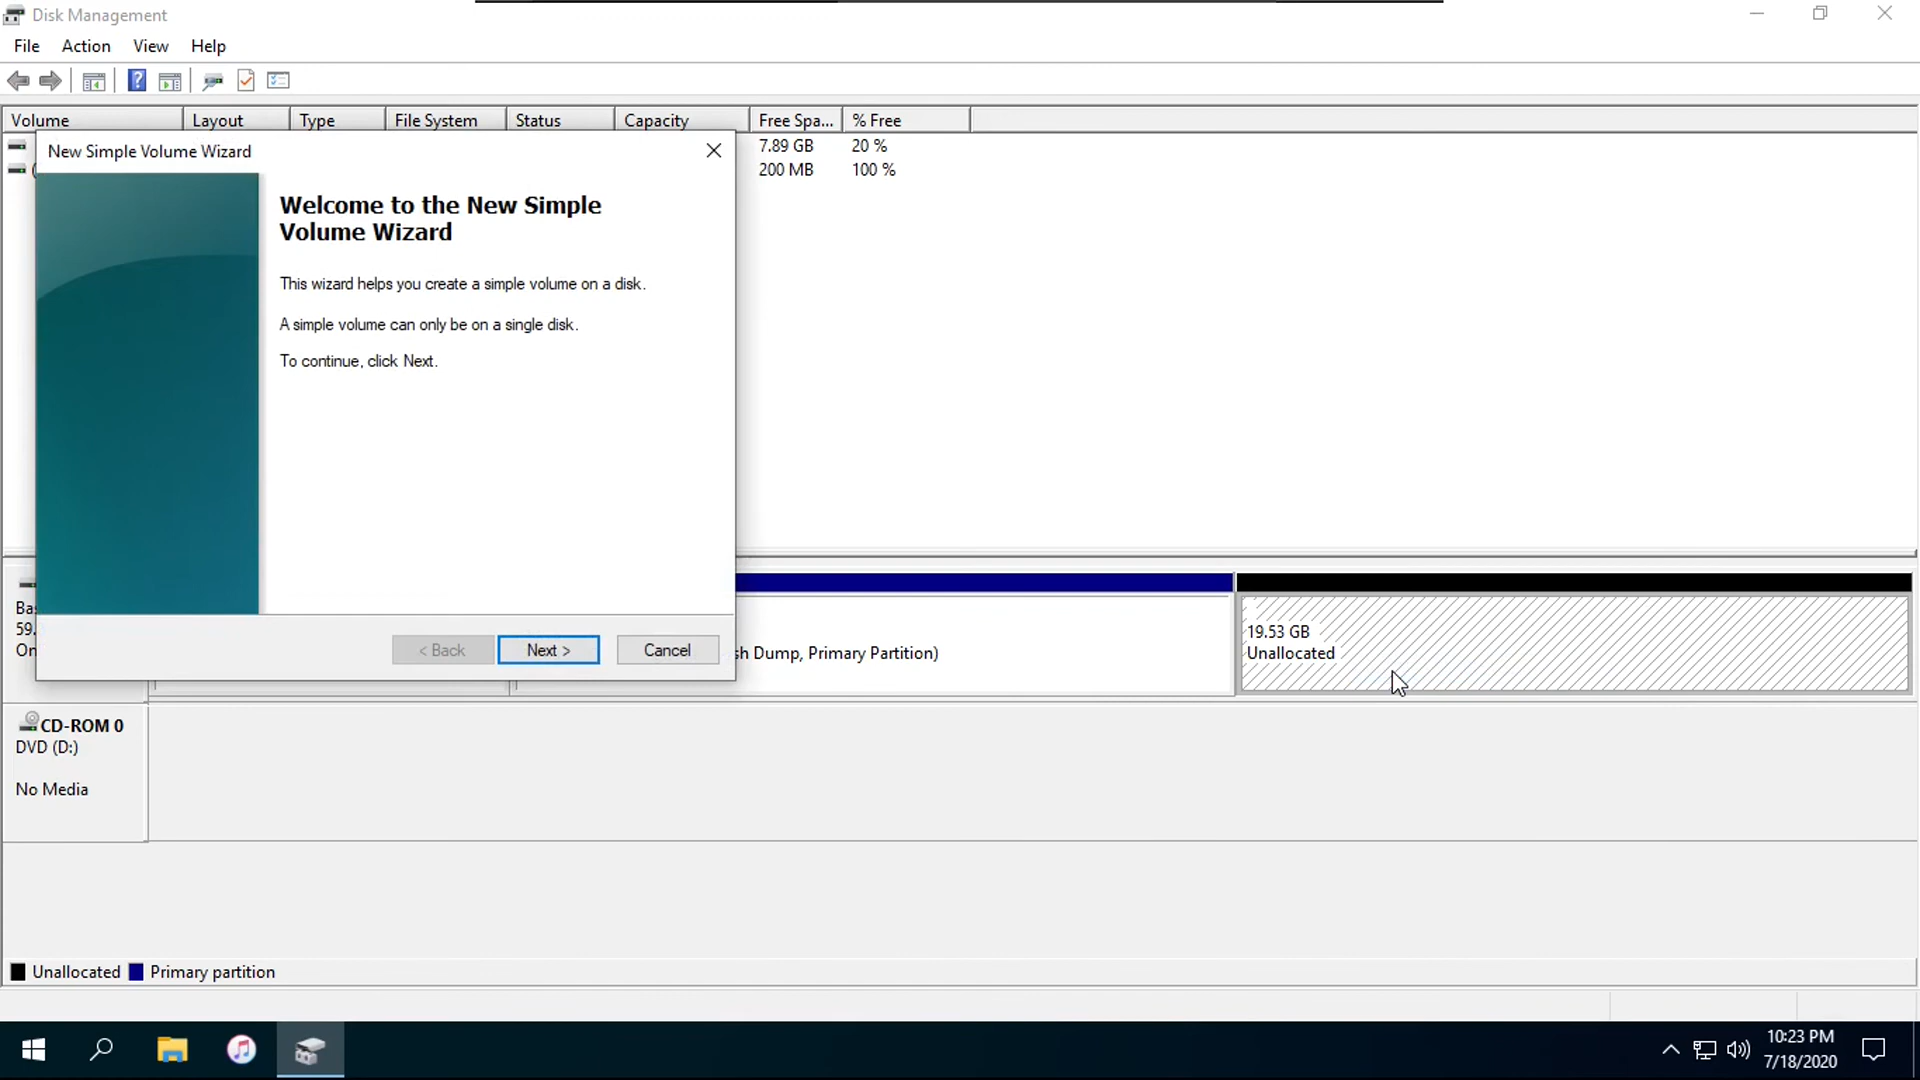 Disk Management
File Action View Help
Volume Layout Type File System Status Capacity Free Spa... % Free
7.89 GB 20 %
200 MB 100 %
New Simple Volume Wizard
Welcome to the New Simple
Volume Wizard
This wizard helps you create a simple volume on a disk.
A simple volume can only be on a single disk.
To continue, click Next.
< Back Next > Cancel
Ba
59.
On
sh Dump, Primary Partition)
19.53 GB
Unallocated
CD-ROM 0
DVD (D:)
No Media
Unallocated Primary partition
10:23 PM
7/18/2020